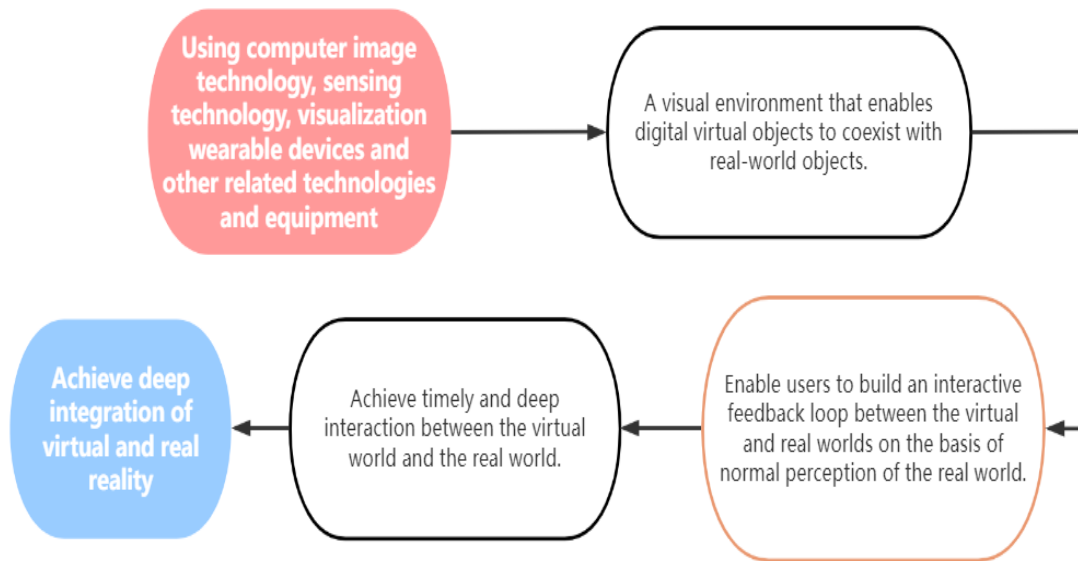 Using computer image
technology, sensing
technology, visualization
wearable devices and
other related technologies
and equipment
A visual environment that enables
digital virtual objects to coexist with
real-world objects.
Enable users to build an interactive
feedback loop between the virtual
and real worlds on the basis of
normal perception of the real world.
Achieve timely and deep
interaction between the virtual
world and the real world.
Achieve deep
integration of
virtual and real
reality